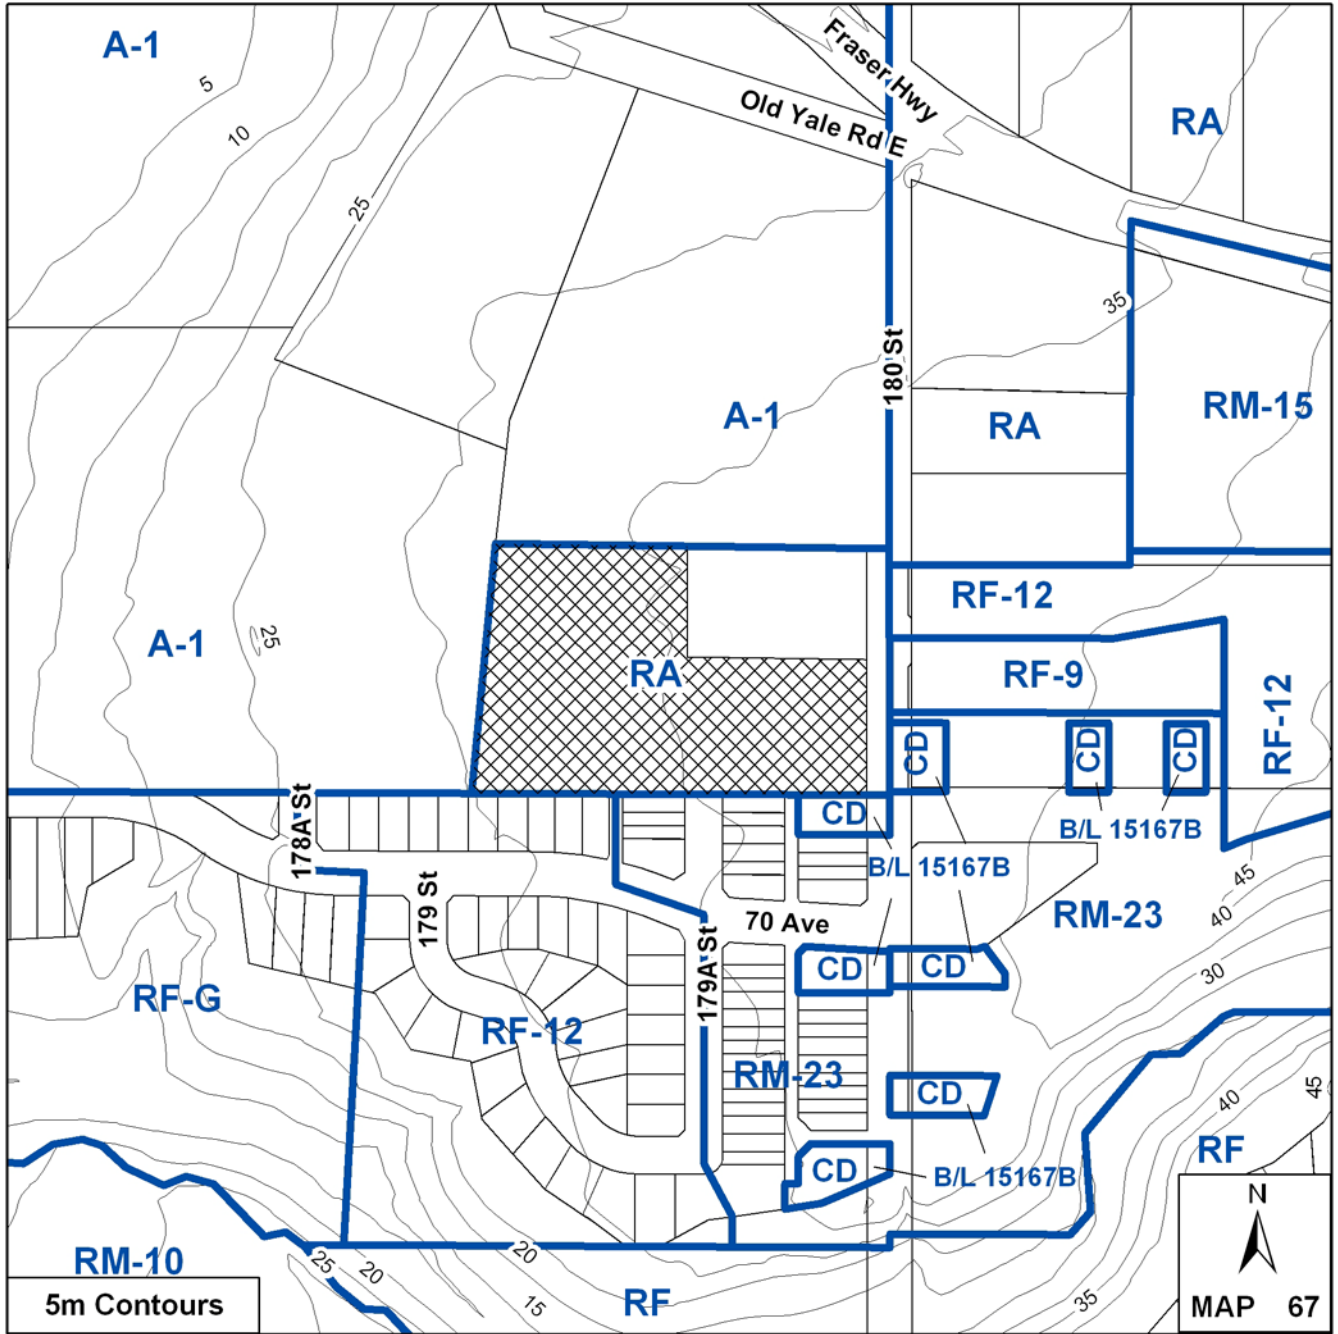 A-1
5
10
25
Fraser Hwy
Old Yale Rd E
RA
35
180 St
A-1
RA
RM-15
RF-12
A-1
25
RA
RF-9
RF-12
CD
CD
CD
178A St
CD
B/L 15167B
B/L 15167B
45
179 St
70 Ave
RM-23
40
179A St
CD
CD
30
RF-G
RF-12
RM-23
CD
40
45
RF
CD
B/L 15167B
RM-10
25
20
20
15
RF
35
5m Contours
N
MAP 67